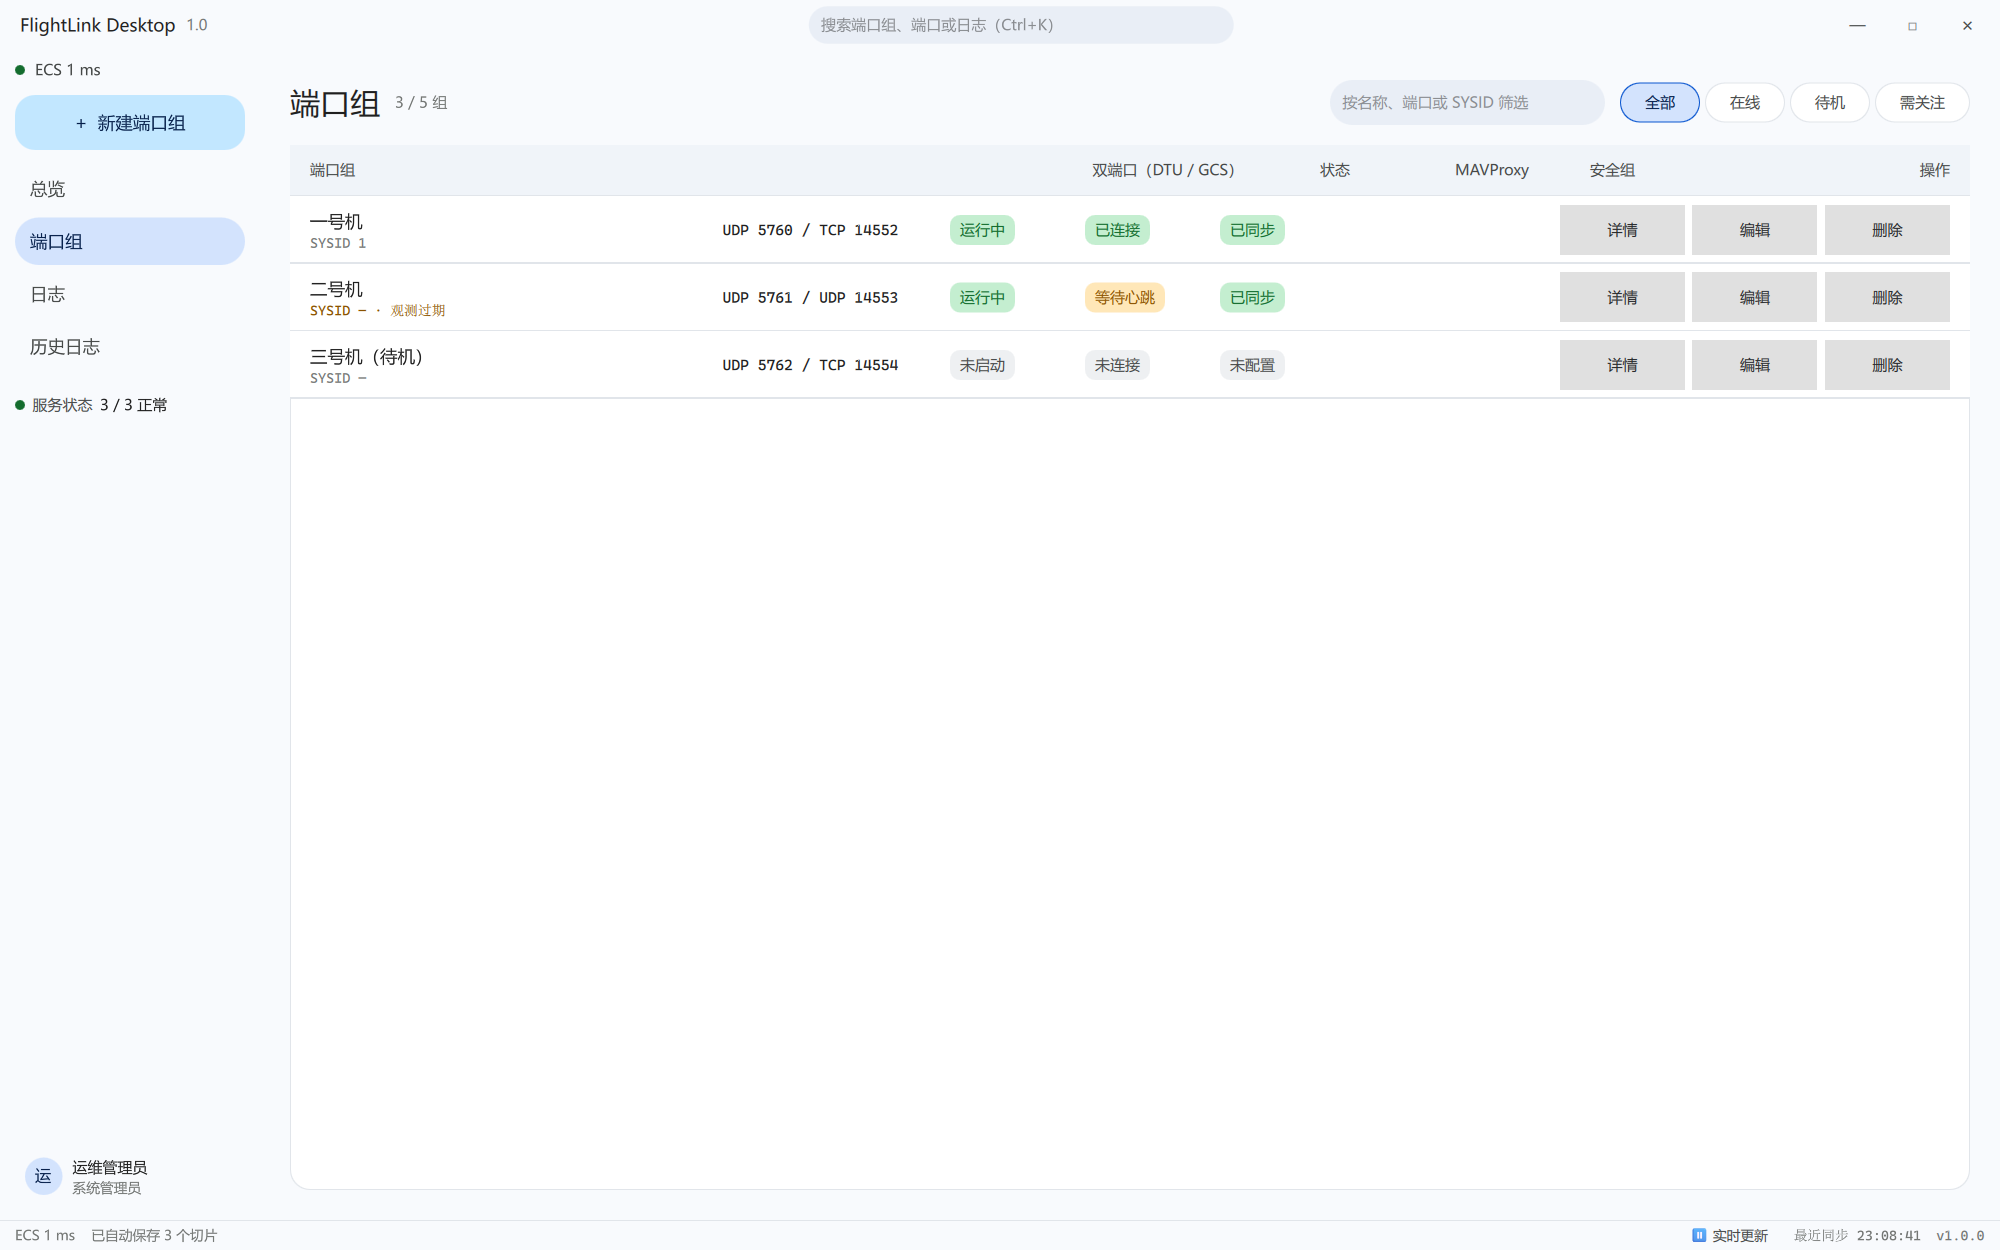 FlightLink Desktop 1.0
搜索端口组、端口或日志（Ctrl+K）
ECS 1 ms
+ 新建端口组
总览
端口组
日志
历史日志
服务状态 3 / 3 正常
运
运维管理员
系统管理员
端口组 3 / 5 组
按名称、端口或 SYSID 筛选
全部
在线
待机
需关注
端口组 双端口（DTU / GCS） 状态 MAVProxy 安全组 操作
一号机
SYSID 1
UDP 5760 / TCP 14552 运行中 已连接 已同步 详情 编辑 删除
二号机
SYSID — · 观测过期
UDP 5761 / UDP 14553 运行中 等待心跳 已同步 详情 编辑 删除
三号机（待机）
SYSID —
UDP 5762 / TCP 14554 未启动 未连接 未配置 详情 编辑 删除
ECS 1 ms 已自动保存 3 个切片 实时更新 最近同步 23:08:41 v1.0.0